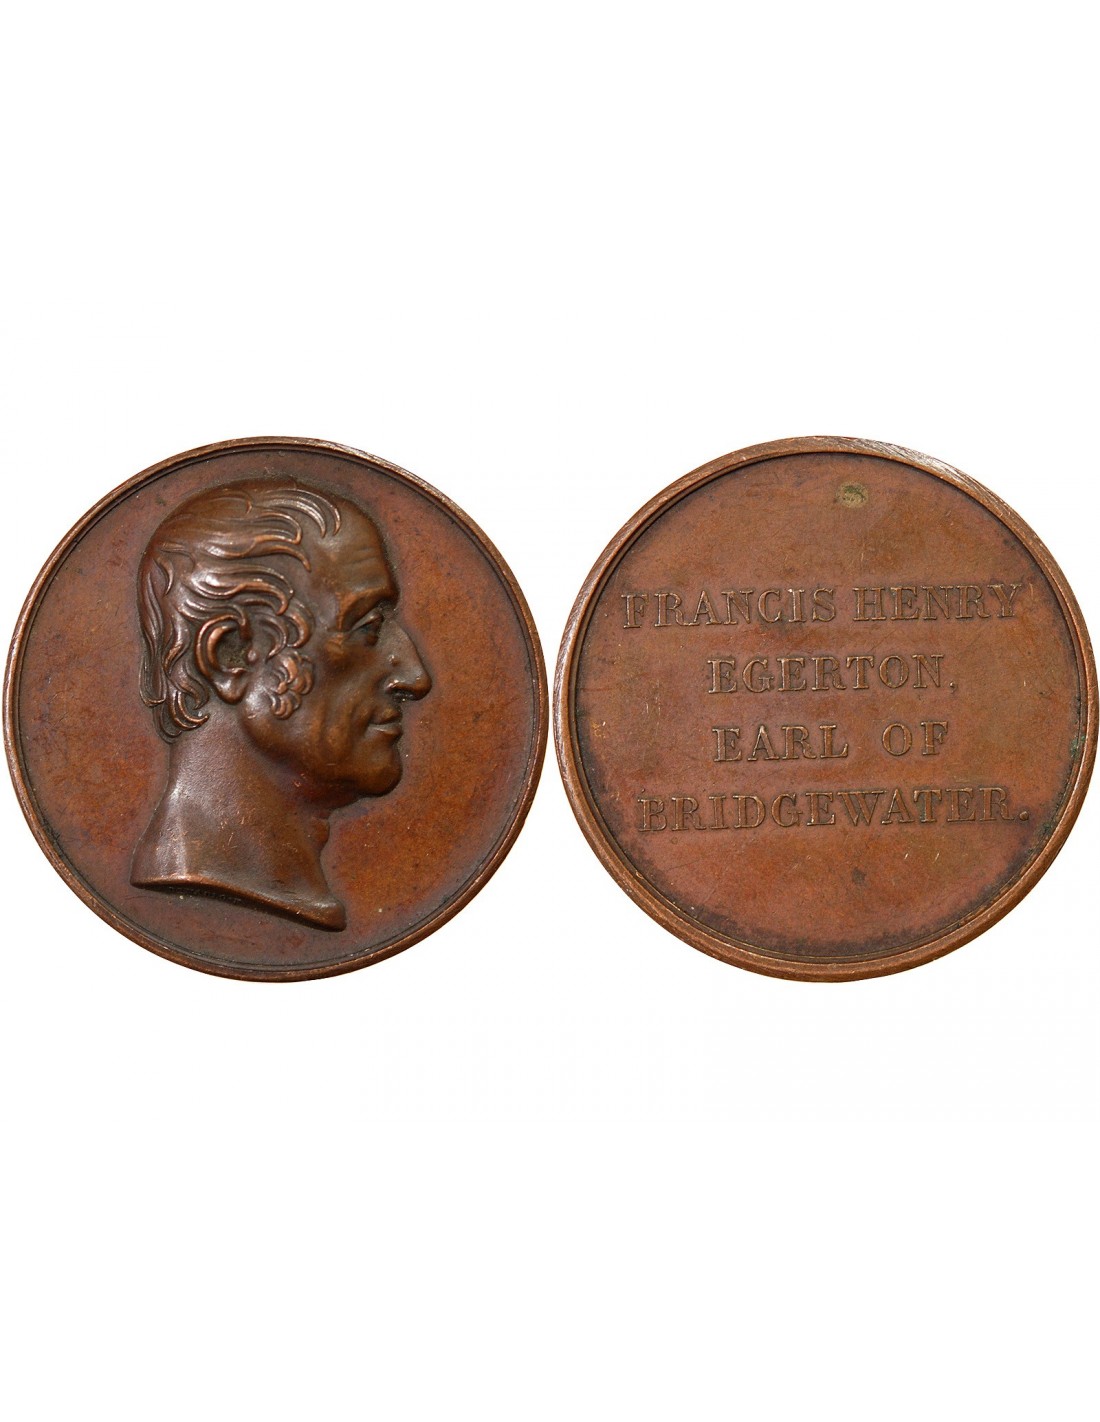 FRANCIS HENRY
EGERTON.
EARL OF
BRIDGEWATER.